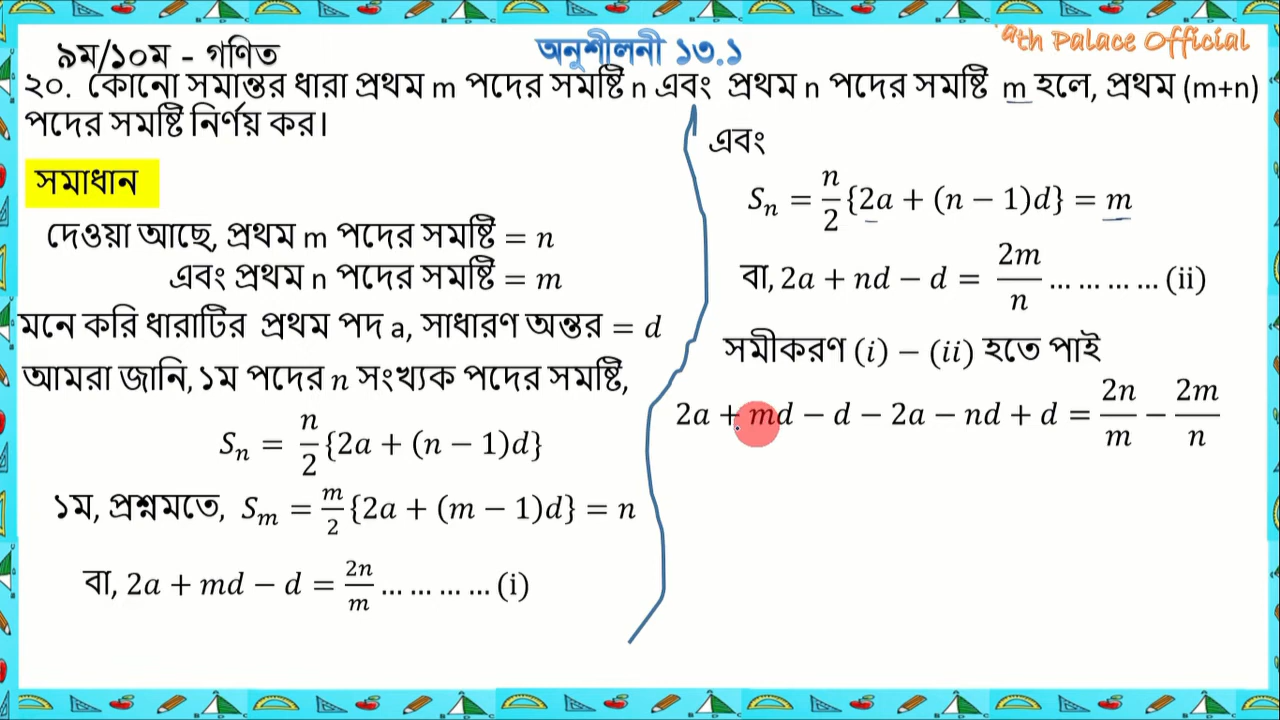 ৯ম/১০ম - গণিত
অনুশীলনী ১৩.১
ath Palace Official
২০. কোনো সমান্তর ধারা প্রথম m পদের সমষ্টি n এবং প্রথম n পদের সমষ্টি m হলে, প্রথম (m+n)
পদের সমষ্টি নির্ণয় কর।
সমাধান
দেওয়া আছে, প্রথম m পদের সমষ্টি = n
এবং প্রথম n পদের সমষ্টি = m
মনে করি ধারাটির প্রথম পদ a, সাধারণ অন্তর = d
আমরা জানি, ১ম পদের n সংখ্যক পদের সমষ্টি,
Sₙ = n/2 {2a + (n − 1)d}
১ম, প্রশ্নমতে, Sₘ = m/2 {2a + (m − 1)d} = n
বা, 2a + md − d = 2n/m ... ... ... ... (i)
এবং
Sₙ = n/2 {2a + (n − 1)d} = m
বা, 2a + nd − d = 2m/n ... ... ... ... (ii)
সমীকরণ (i) − (ii) হতে পাই
2a + md − d − 2a − nd + d = 2n/m − 2m/n